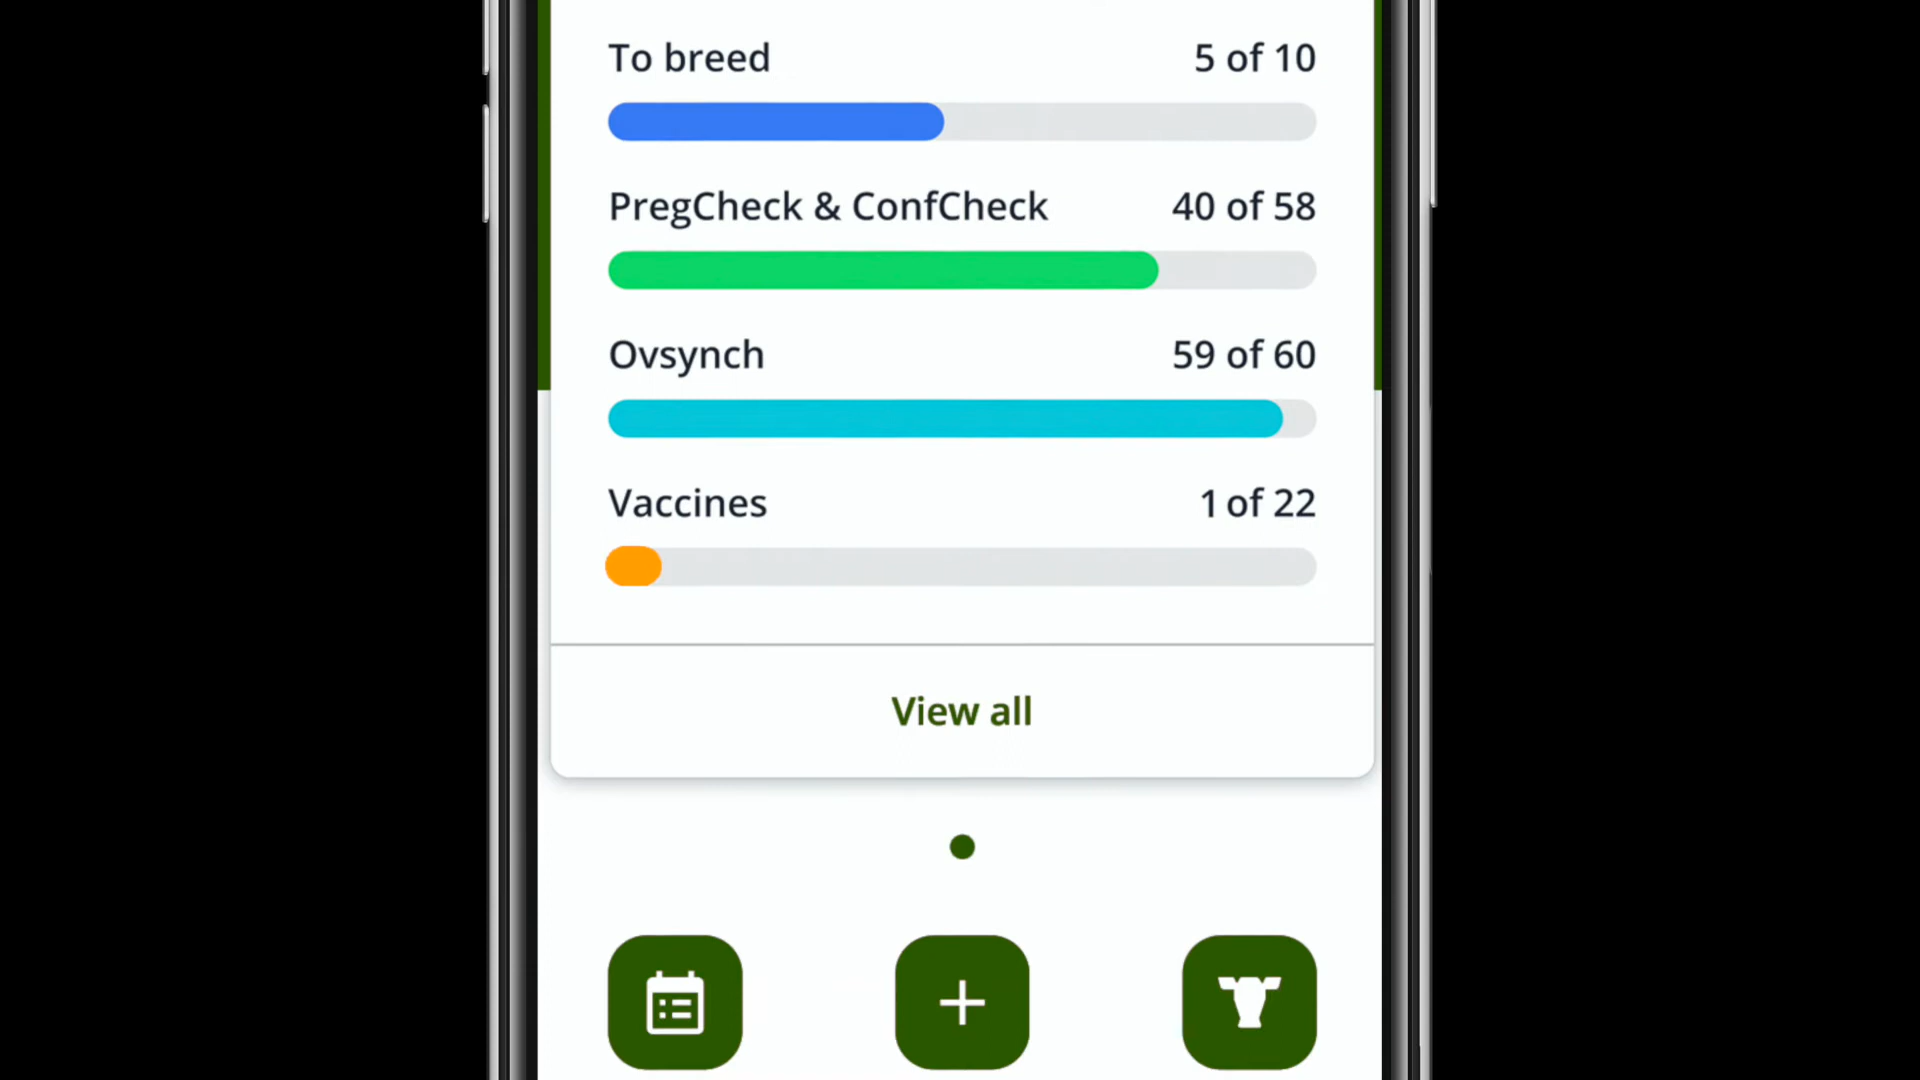 To breed 5 of 10
PregCheck & ConfCheck 40 of 58
Ovsynch 59 of 60
Vaccines 1 of 22
View all